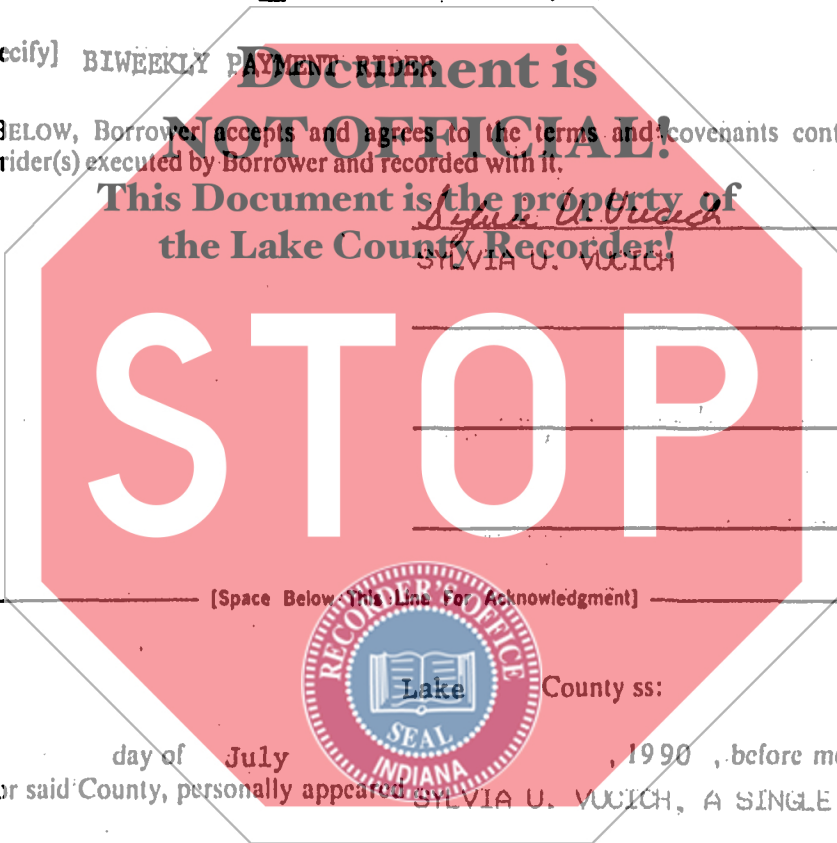 ecify] BIWEEKLY PAYMENT RIDER
Document is
BELOW, Borrower accepts and agrees to the terms and covenants cont
NOT OFFICIAL!
rider(s) executed by Borrower and recorded with it.
This Document is the property of
Sylvia U. Vucich
the Lake County Recorder!
SYLVIA U. VUCICH
STOP
[Space Below This Line For Acknowledgment]
RECORDER'S OFFICE
Lake County ss:
SEAL
INDIANA
day of July , 1990 , before me
or said County, personally appeared SYLVIA U. VUCICH, A SINGLE